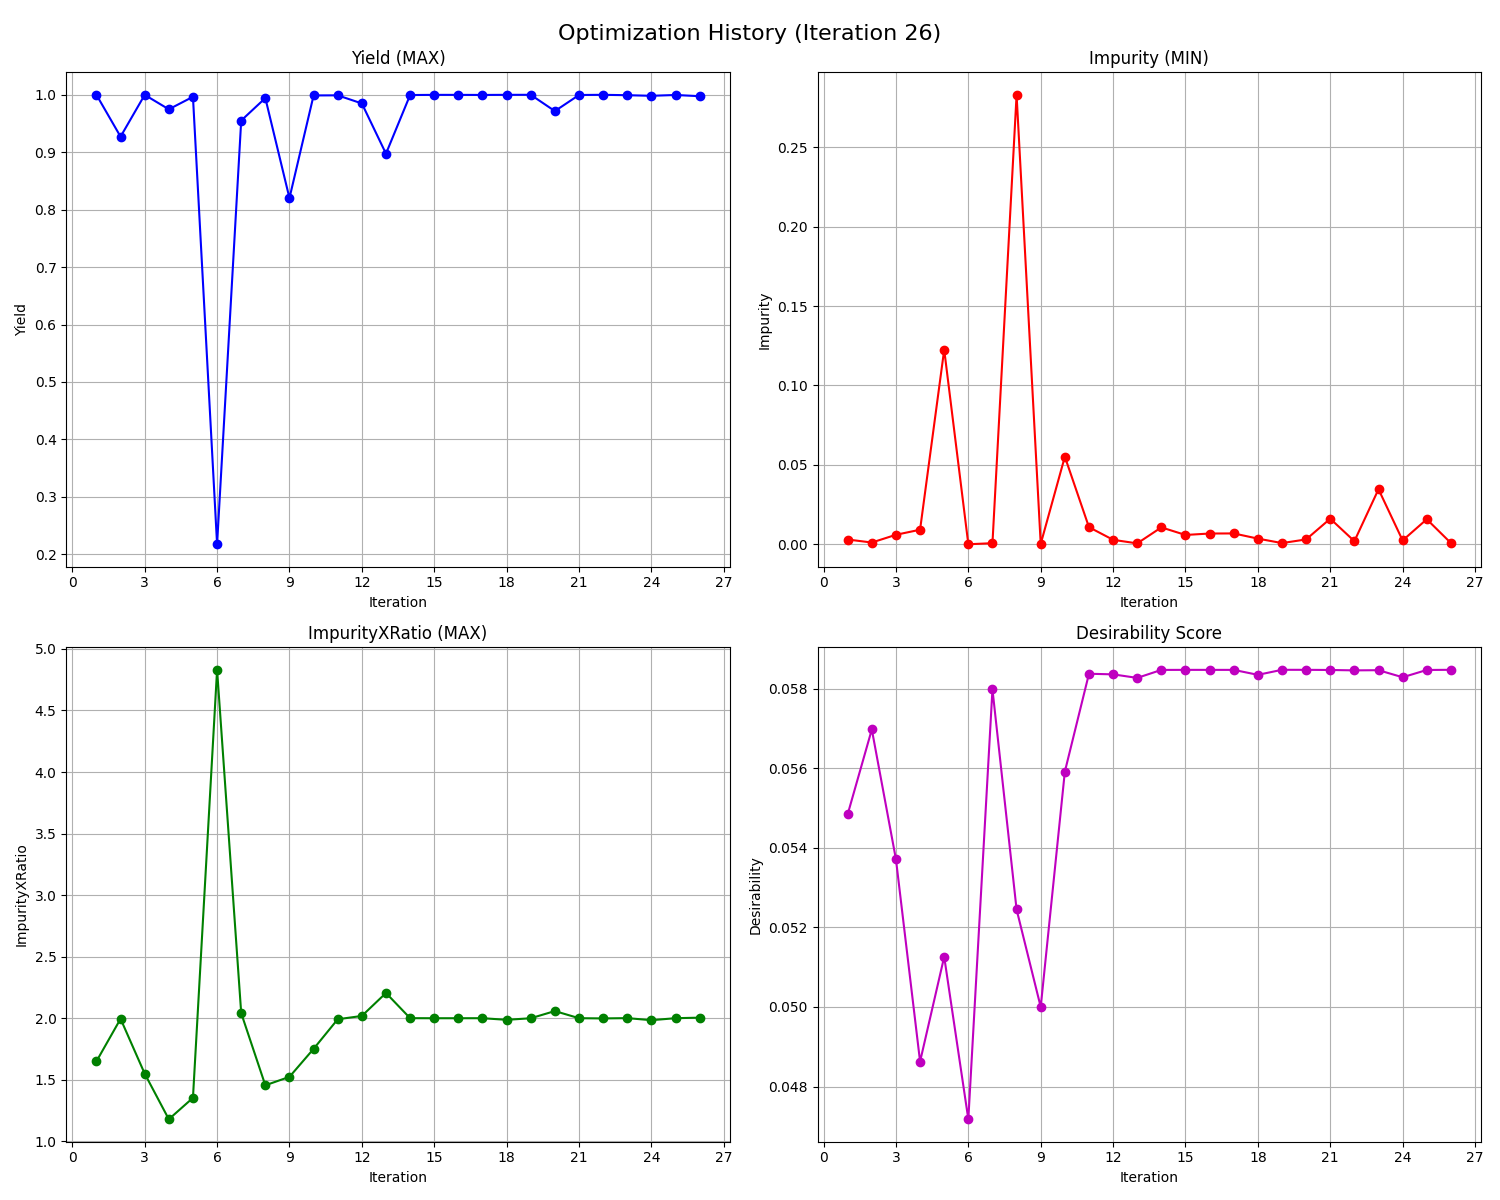 Optimization History (Iteration 26)
Yield (MAX)
1.0
0.9
0.8
0.7
0.6
0.5
0.4
0.3
0.2
Yield
0 3 6 9 12 15 18 21 24 27
Iteration
Impurity (MIN)
0.25
0.20
0.15
0.10
0.05
0.00
Impurity
0 3 6 9 12 15 18 21 24 27
Iteration
ImpurityXRatio (MAX)
5.0
4.5
4.0
3.5
3.0
2.5
2.0
1.5
1.0
ImpurityXRatio
0 3 6 9 12 15 18 21 24 27
Iteration
Desirability Score
0.058
0.056
0.054
0.052
0.050
0.048
Desirability
0 3 6 9 12 15 18 21 24 27
Iteration